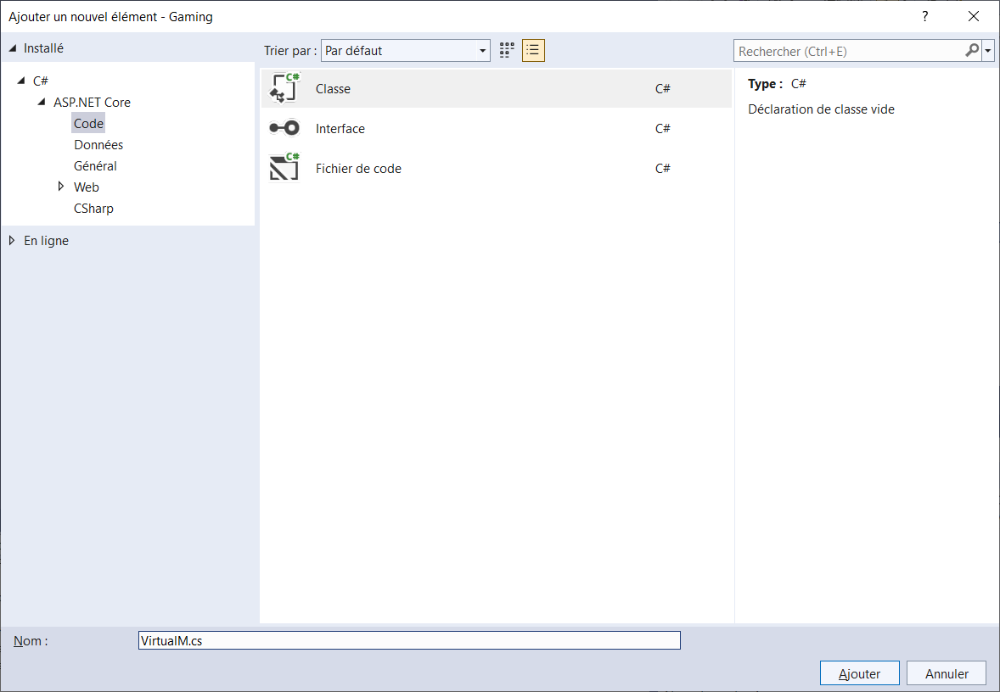 Ajouter un nouvel élément - Gaming
?
Installé
Trier par : Par défaut
Rechercher (Ctrl+E)
C#
ASP.NET Core
Code
Données
Général
Web
CSharp
En ligne
C# Classe C#
Interface C#
C# Fichier de code C#
Type : C#
Déclaration de classe vide
Nom : VirtualM.cs
Ajouter Annuler